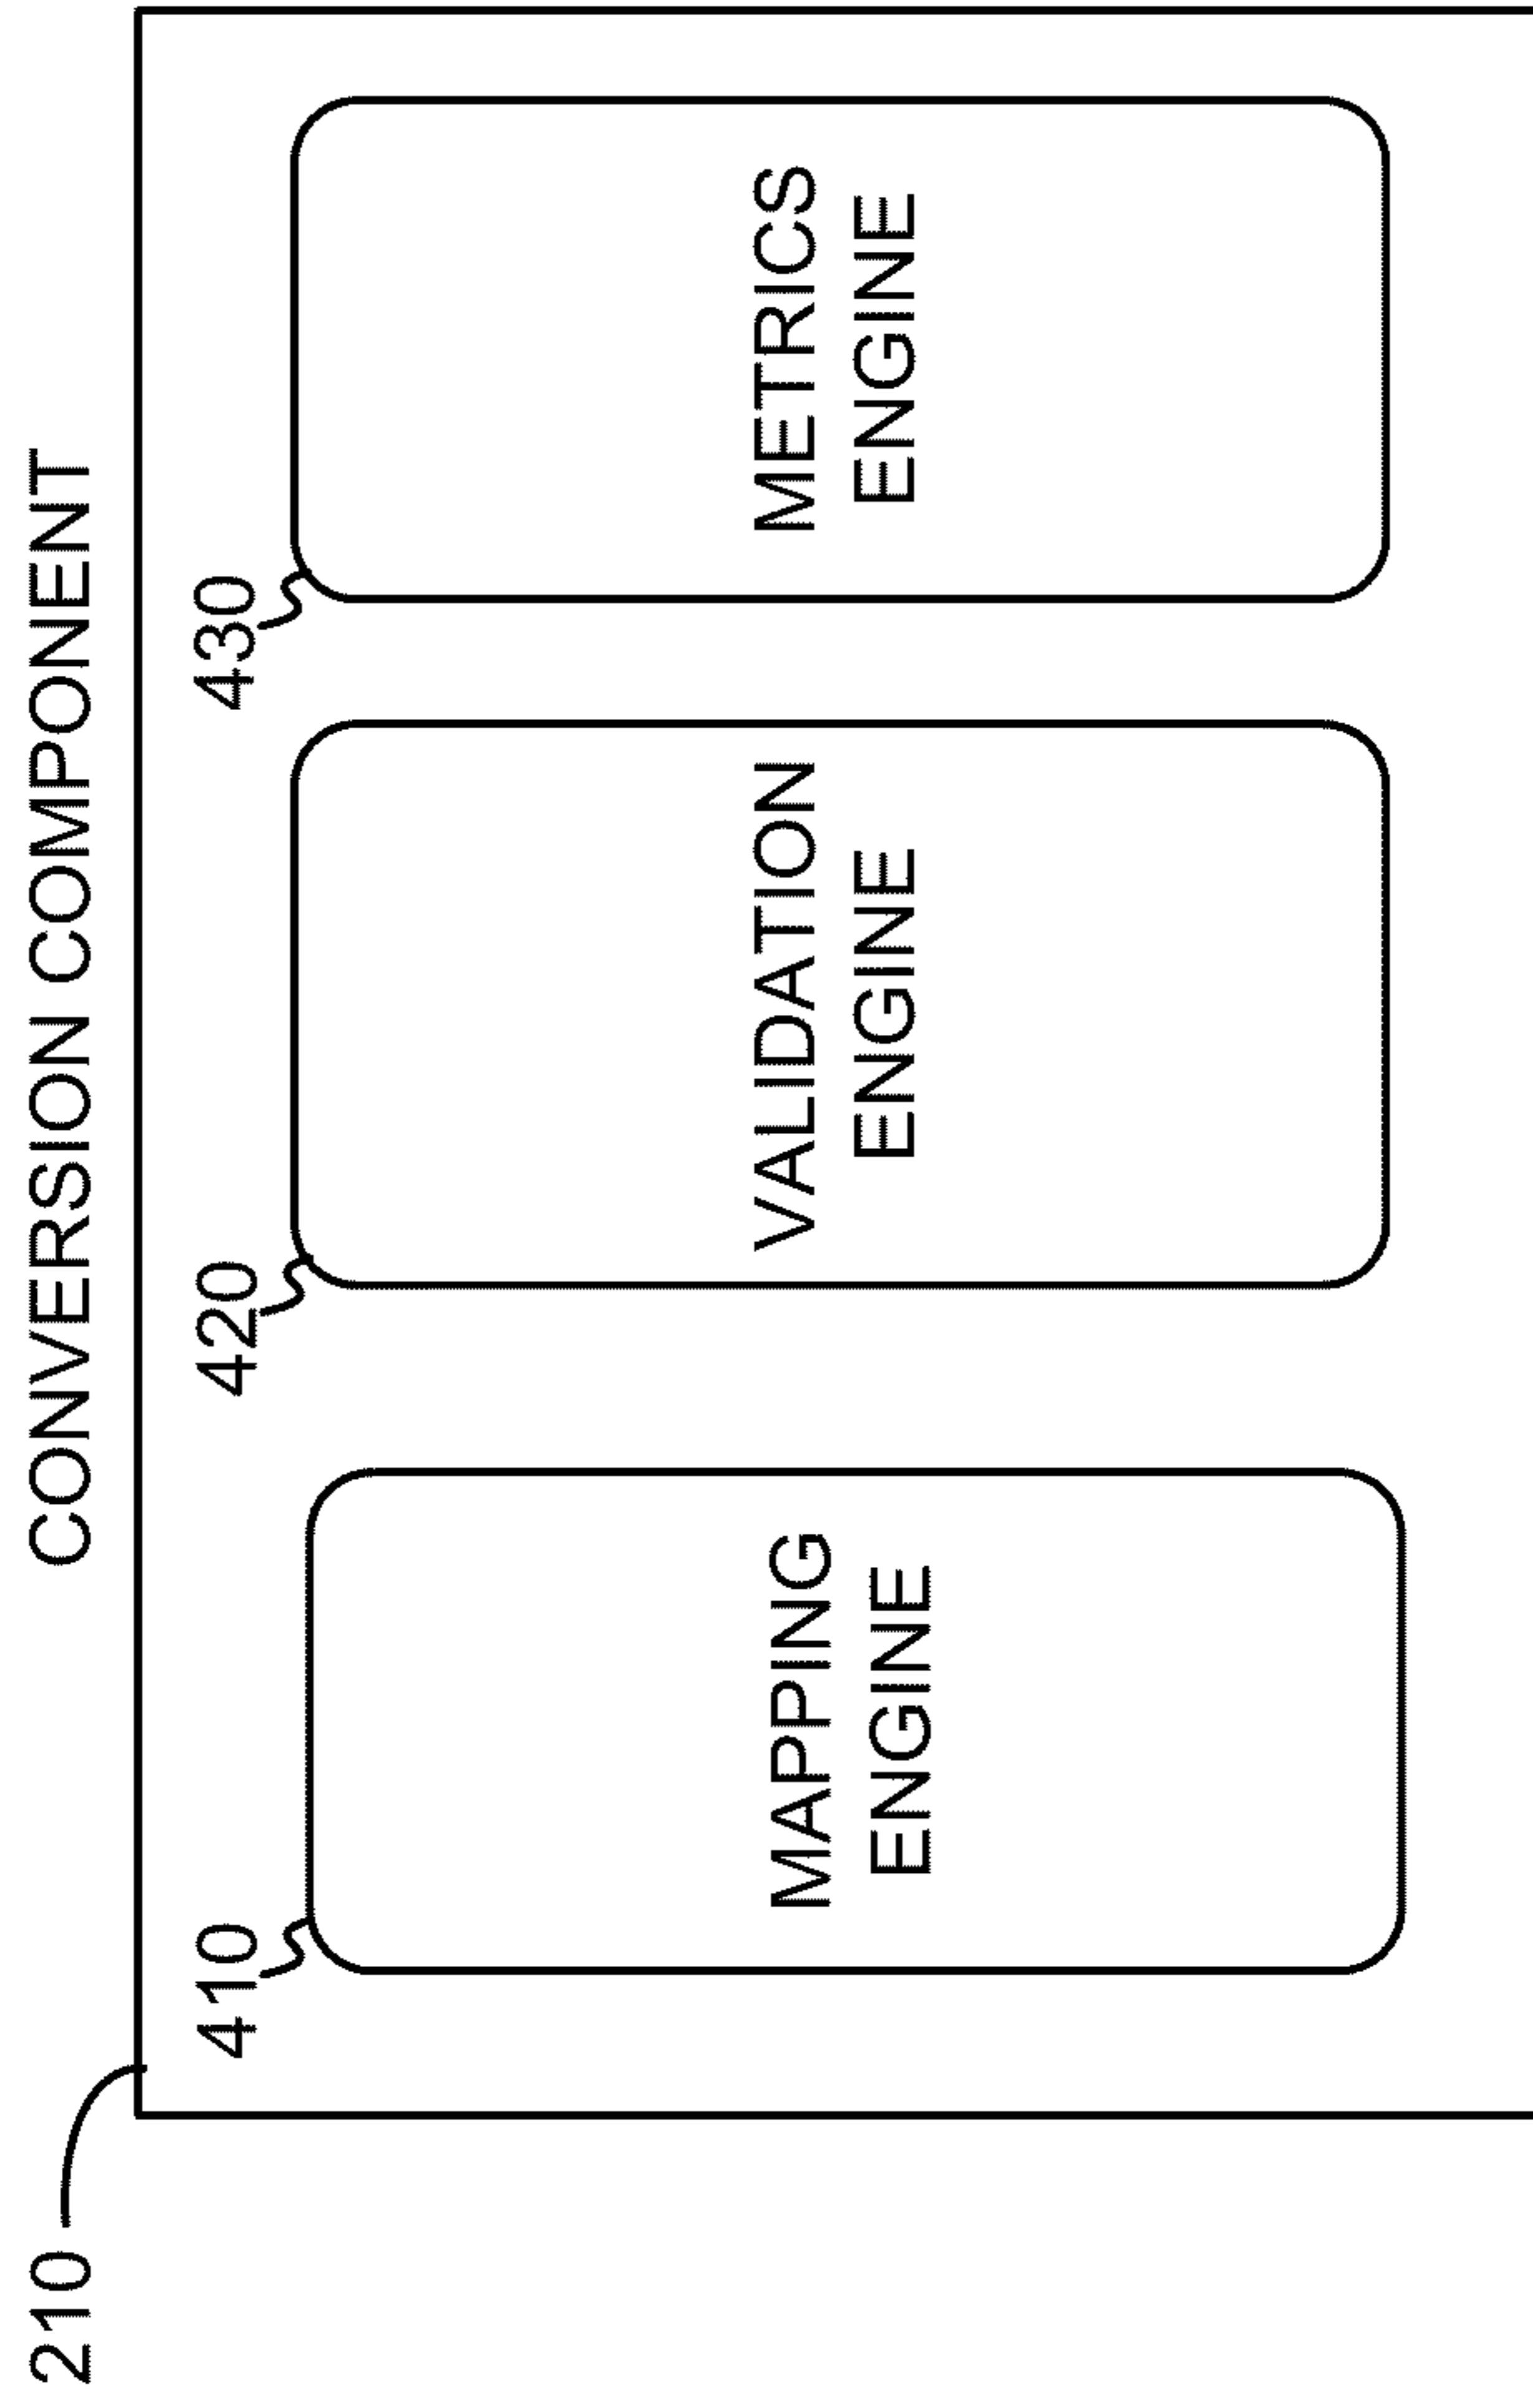 CONVERSION COMPONENT
210
410
420
430
MAPPING
ENGINE
VALIDATION
ENGINE
METRICS
ENGINE